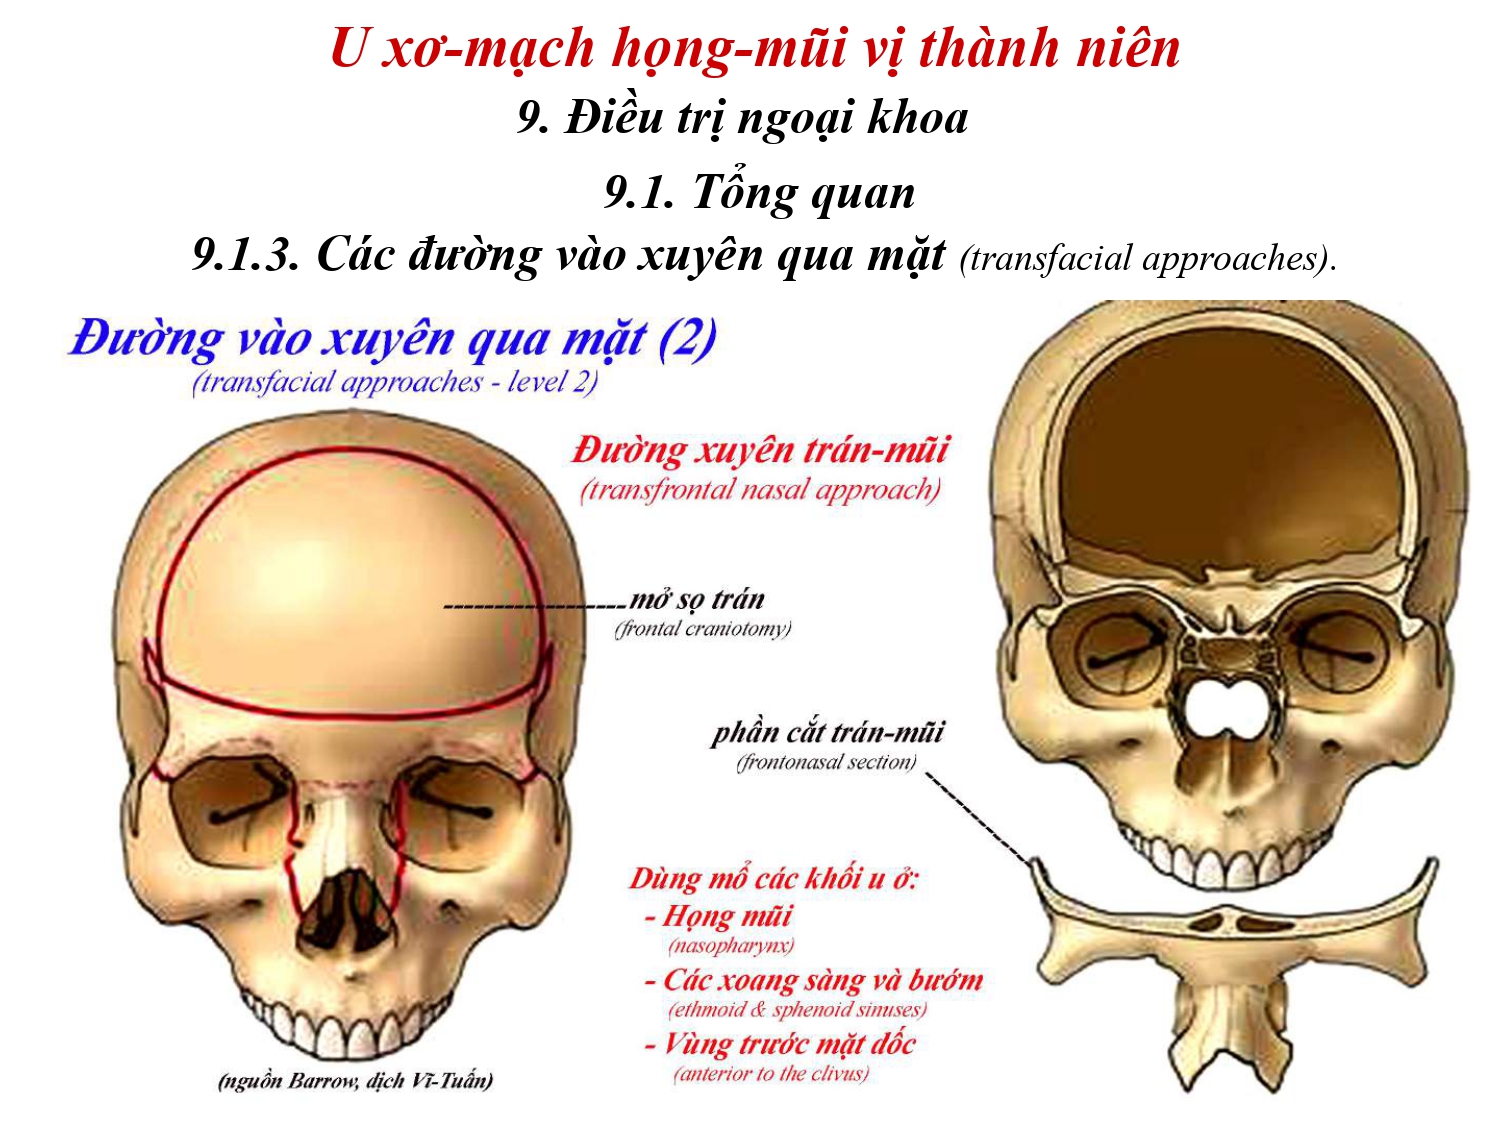 U xơ-mạch họng-mũi vị thành niên
9. Điều trị ngoại khoa
9.1. Tổng quan
9.1.3. Các đường vào xuyên qua mặt (transfacial approaches).
Đường vào xuyên qua mặt (2)
(transfacial approaches - level 2)
Đường xuyên trán-mũi
(transfrontal nasal approach)
mở sọ trán
(frontal craniotomy)
phần cắt trán-mũi
(frontonasal section)
Dùng mổ các khối u ở:
- Họng mũi
(nasopharynx)
- Các xoang sàng và bướm
(ethmoid & sphenoid sinuses)
- Vùng trước mặt dốc
(anterior to the clivus)
(nguồn Barrow, dịch Vĩ-Tuấn)